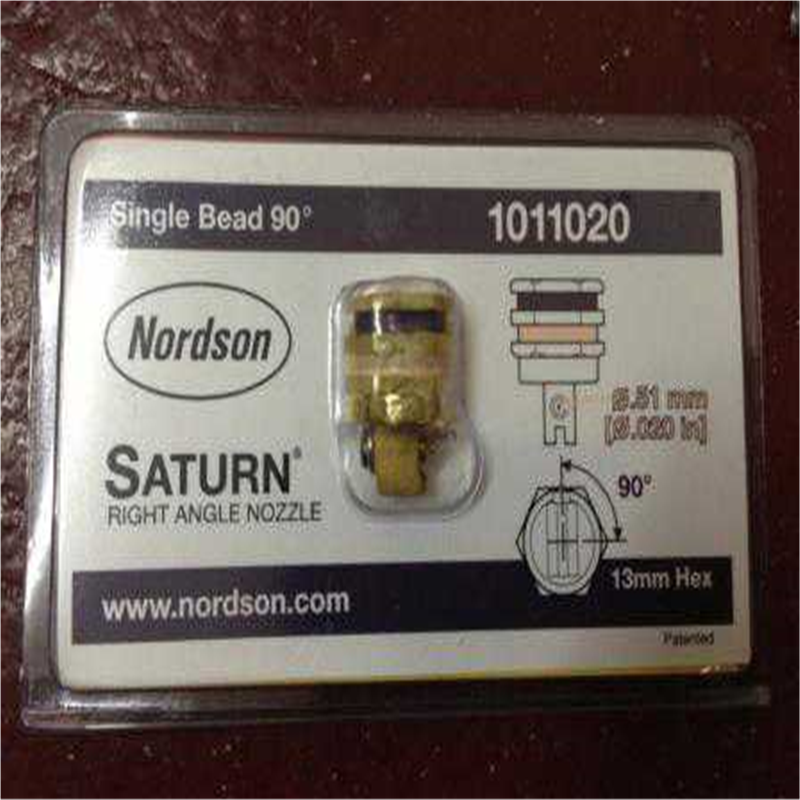 Single Bead 90° 1011020
Nordson
SATURN®
RIGHT ANGLE NOZZLE
Ø.51 mm
[Ø.020 in]
90°
13mm Hex
www.nordson.com
Patented